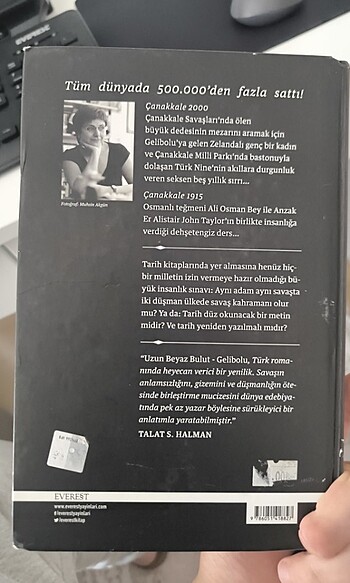 Tüm dünyada 500.000'den fazla sattı!
Çanakkale 2000
Çanakkale Savaşları'nda ölen
büyük dedesinin mezarını aramak için
Gelibolu'ya gelen Zelandalı genç bir kadın
ve Çanakkale Milli Parkı'nda bastonuyla
dolaşan Türk Nine'nin akıllara durgunluk
veren seksen beş yıllık sırrı...
Fotoğraf: Muhsin Akgün
Çanakkale 1915
Osmanlı teğmeni Ali Osman Bey ile Anzak
Er Alistair John Taylor'ın birlikte insanlığa
verdiği dehşetengiz ders...
Tarih kitaplarında yer almasına henüz hiç-
bir milletin izin vermeye hazır olmadığı bü-
yük insanlık sınavı: Aynı adam aynı savaşta
iki düşman ülkede savaş kahramanı olur
mu? Ya da: Tarih düz okunacak bir metin
midir? Ve tarih yeniden yazılmalı mıdır?
"Uzun Beyaz Bulut - Gelibolu, Türk roma-
nında heyecan verici bir yenilik. Savaşın
anlamsızlığını, gizemini ve düşmanlığın öte-
sinde birleştirme mucizesini dünya edebiya-
tında pek az yazar böylesine sürükleyici bir
anlatımla yaratabilmiştir."
TALAT S. HALMAN
EVEREST
www.everestyayinlari.com
/everestyayinlari
/everestkitap
9 786051 418827